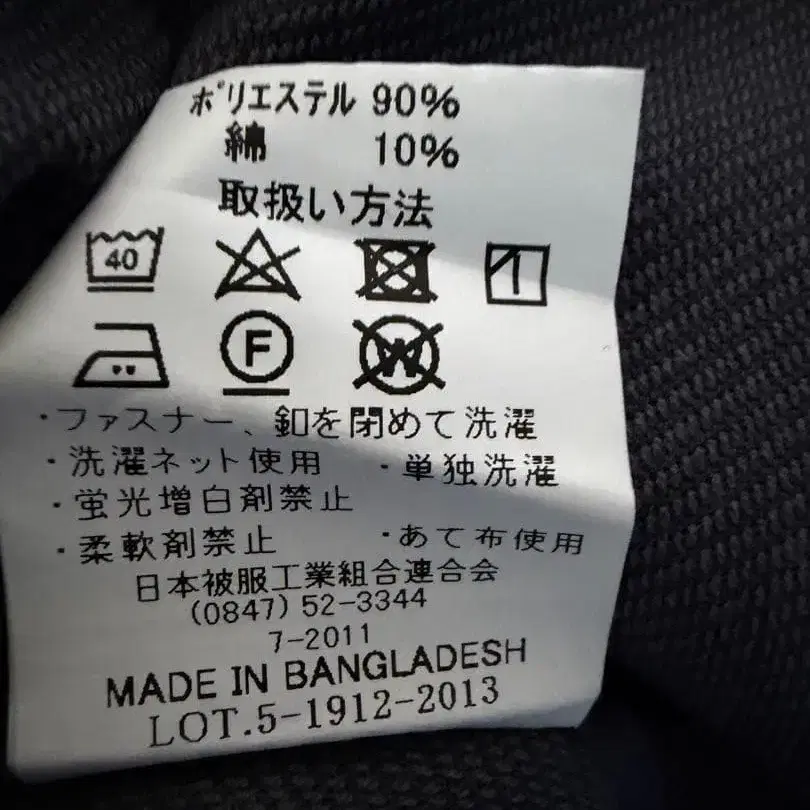 ポリエステル 90%
綿 10%
取扱い方法
40
F W
・ファスナー、釦を閉めて洗濯
・洗濯ネット使用 ・単独洗濯
・蛍光増白剤禁止
・柔軟剤禁止 ・あて布使用
日本被服工業組合連合会
(0847) 52-3344
7-2011
MADE IN BANGLADESH
LOT.5-1912-2013